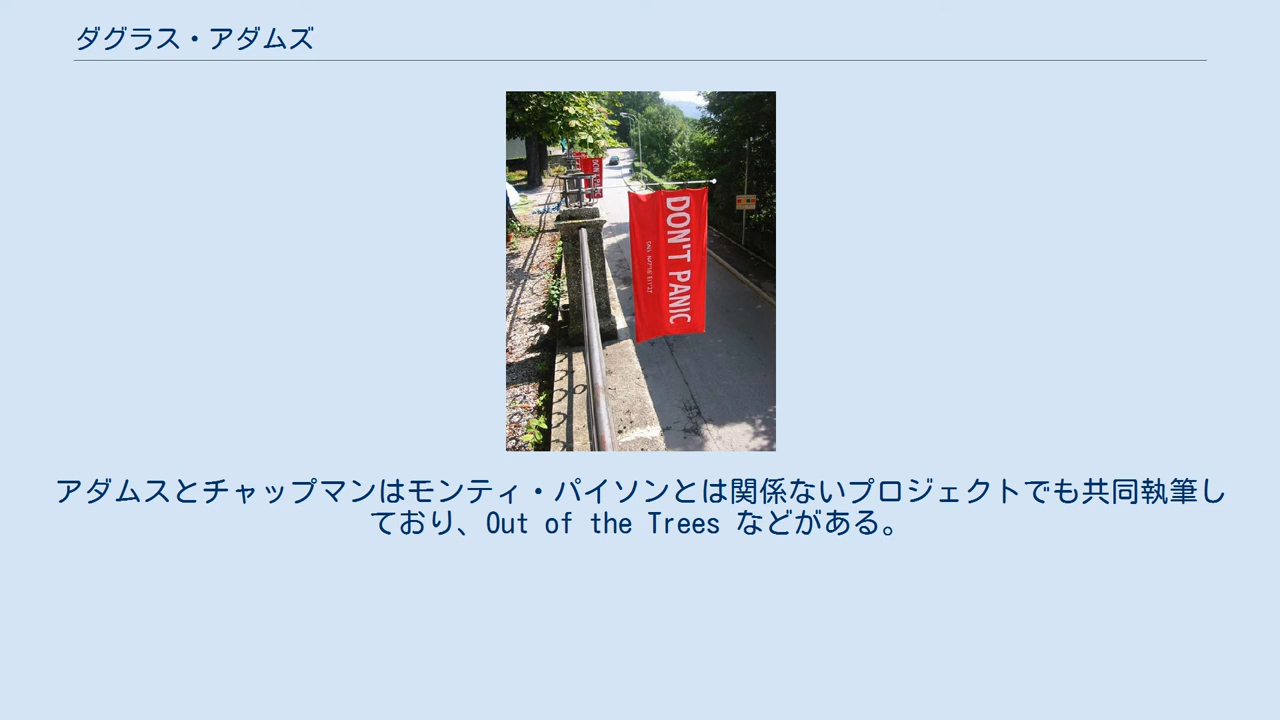 ダグラス・アダムズ
DON'T PANIC
DON'T PANIC
アダムスとチャップマンはモンティ・パイソンとは関係ないプロジェクトでも共同執筆し
ており、Out of the Trees などがある。